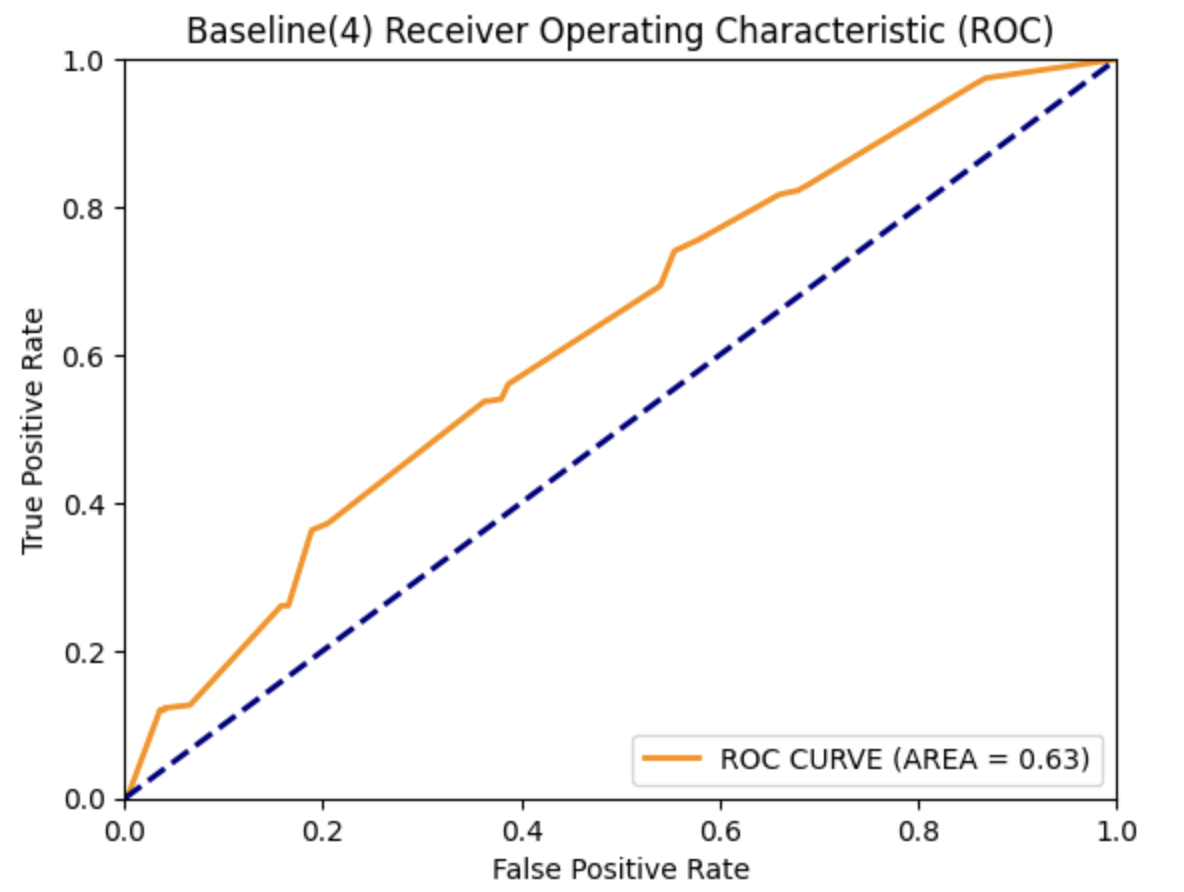 Baseline(4) Receiver Operating Characteristic (ROC)
1.0
0.8
0.6
0.4
0.2
0.0
True Positive Rate
ROC CURVE (AREA = 0.63)
0.0 0.2 0.4 0.6 0.8 1.0
False Positive Rate